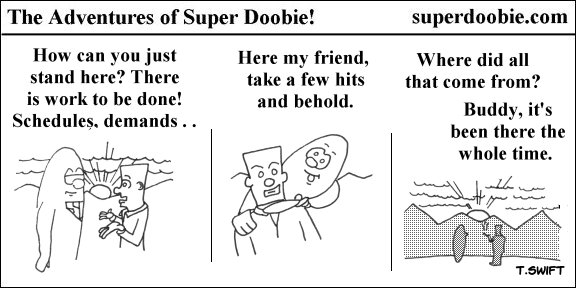 The Adventures of Super Doobie!
superdoobie.com
How can you just
stand here? There
is work to be done!
Schedules, demands . .
Here my friend,
take a few hits
and behold.
Where did all
that come from?
Buddy, it's
been there the
whole time.
T.SWIFT